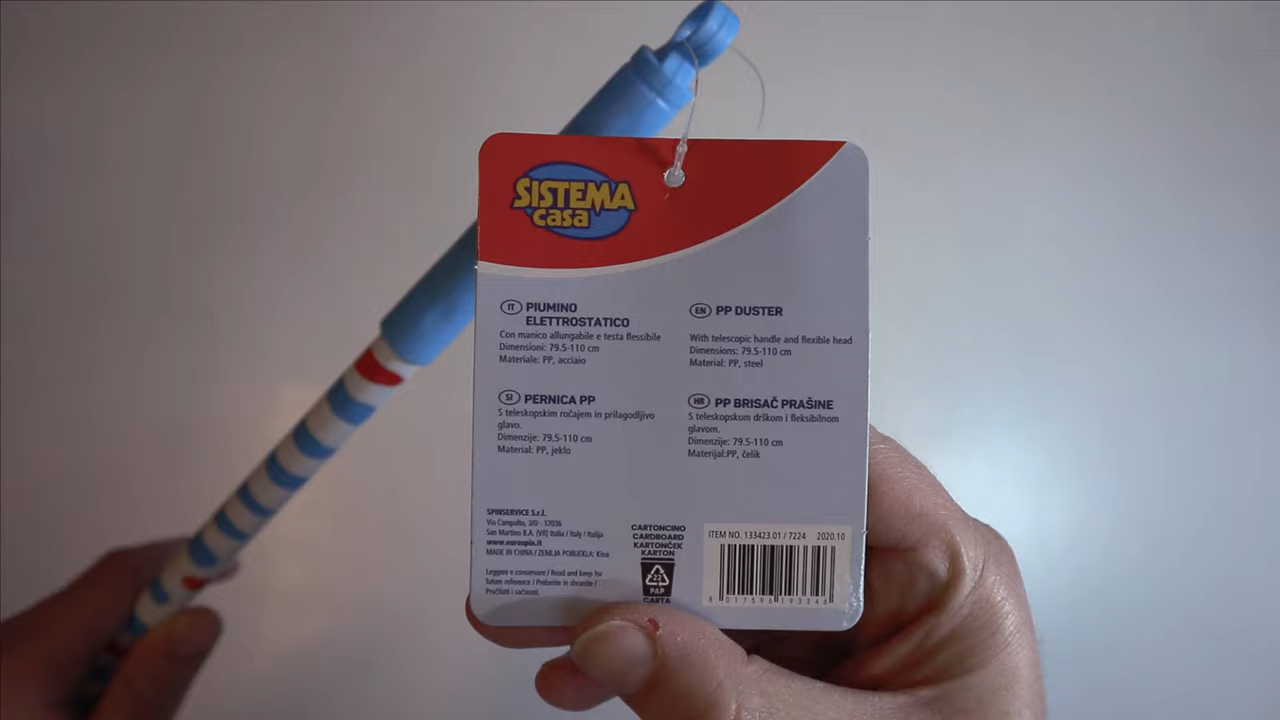 SISTEMA
casa
IT PIUMINO
ELETTROSTATICO
Con manico allungabile e testa flessibile
Dimensioni: 79.5-110 cm
Materiale: PP, acciaio
EN PP DUSTER
With telescopic handle and flexible head
Dimensions: 79.5-110 cm
Material: PP, steel
SI PERNICA PP
S teleskopskim ročajem in prilagodljivo
glavo.
Dimenzije: 79.5-110 cm
Material: PP, jeklo
HR PP BRISAČ PRAŠINE
S teleskopskom drškom i fleksibilnom
glavom.
Dimenzije: 79.5-110 cm
Materijal:PP, čelik
SPINSERVICE S.r.l.
Via Campalto, 3/D - 37036
San Martino B.A. (VR) Italia / Italy / Italija
www.eurospin.it
MADE IN CHINA / ZEMLJA PORIJEKLA: Kina
Leggere e conservare / Read and keep for
future reference / Preberite in shranite /
Pročitati i sačuvati.
CARTONCINO
CARDBOARD
KARTONČEK
KARTON
22
PAP
CARTA
ITEM NO. 133423.01 / 7224 2020.10
8 017596 193346